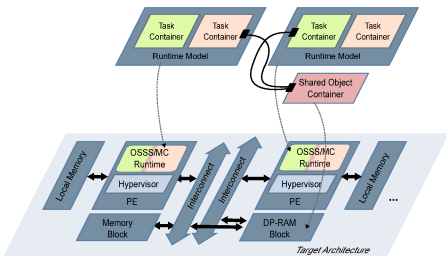 Task Container
Task Container
Runtime Model
Task Container
Task Container
Runtime Model
Shared Object Container
Local Memory
OSSS/MC Runtime
Hypervisor
PE
Interconnect
Interconnect
OSSS/MC Runtime
Hypervisor
PE
Local Memory
...
Memory Block
DP-RAM Block
Target Architecture